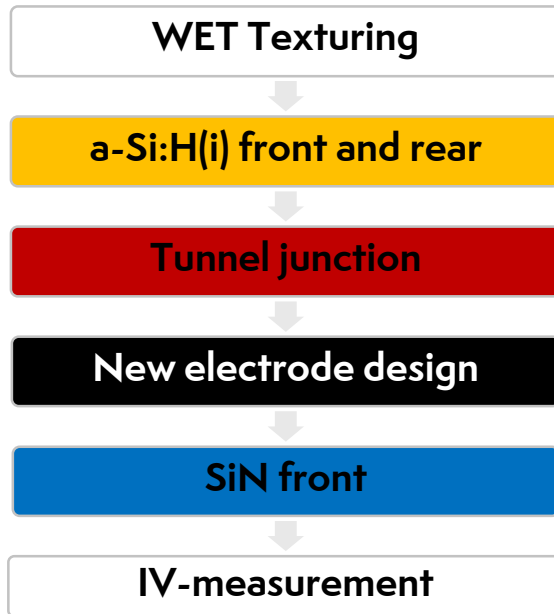 WET Texturing
a-Si:H(i) front and rear
Tunnel junction
New electrode design
SiN front
IV-measurement